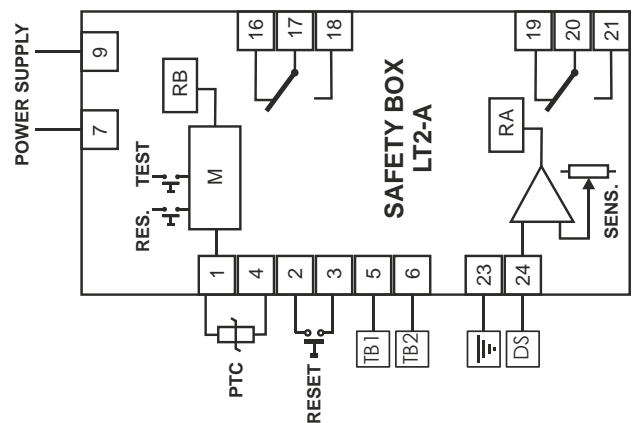 POWER SUPPLY
7
9
RES.
TEST
M
RB
16
17
18
SAFETY BOX
LT2-A
RA
SENS.
19
20
21
1
4
2
3
5
6
23
24
PTC
RESET
TB1
TB2
DS